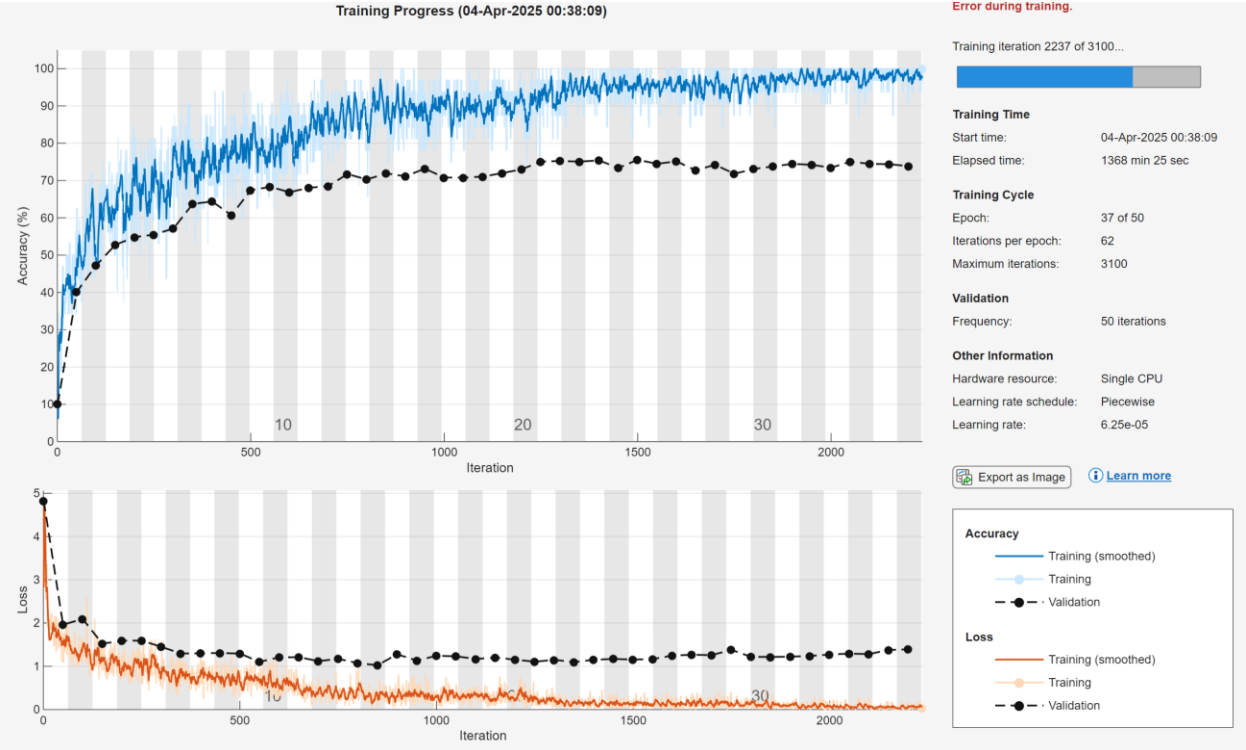 Training Progress (04-Apr-2025 00:38:09)
100
90
80
70
60
50
40
30
20
10
0
Accuracy (%)
10
20
30
0
500
1000
1500
2000
Iteration
5
4
3
2
1
0
Loss
10
30
0
500
1000
1500
2000
Iteration
Error during training.
Training iteration 2237 of 3100...
Training Time
Start time: 04-Apr-2025 00:38:09
Elapsed time: 1368 min 25 sec
Training Cycle
Epoch: 37 of 50
Iterations per epoch: 62
Maximum iterations: 3100
Validation
Frequency: 50 iterations
Other Information
Hardware resource: Single CPU
Learning rate schedule: Piecewise
Learning rate: 6.25e-05
Export as Image
Learn more
Accuracy
Training (smoothed)
Training
Validation
Loss
Training (smoothed)
Training
Validation